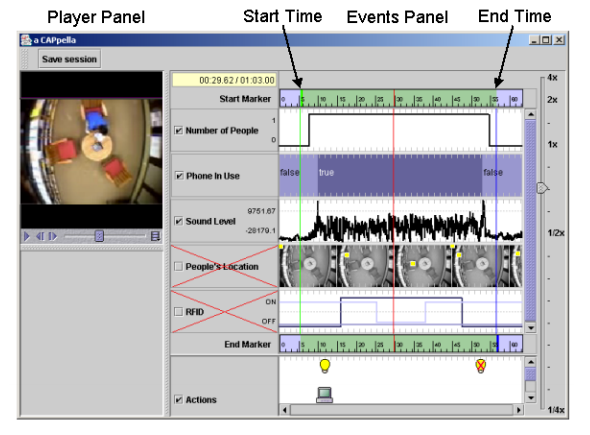 Player Panel
Start Time
Events Panel
End Time
a CAPpella
Save session
00:29.62 / 01:03.00
4x
Start Marker
0 5 10 15 20 25 30 35 40 45 50 55 60
2x
Number of People
1
0
1x
Phone In Use
false
true
false
Sound Level
9751.67
-28179.1
1/2x
People's Location
RFID
ON
OFF
End Marker
0 5 10 15 20 25 30 35 40 45 50 55 60
Actions
1/4x